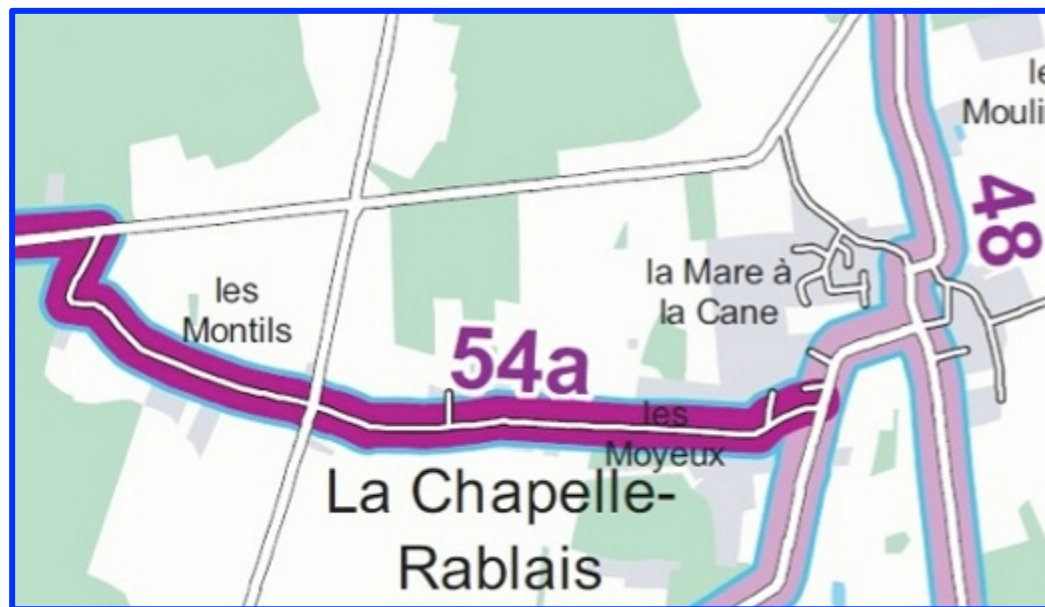 le
Mouli
48
la Mare à
la Cane
les
Montils
54a
les
Moyeux
La Chapelle-
Rablais